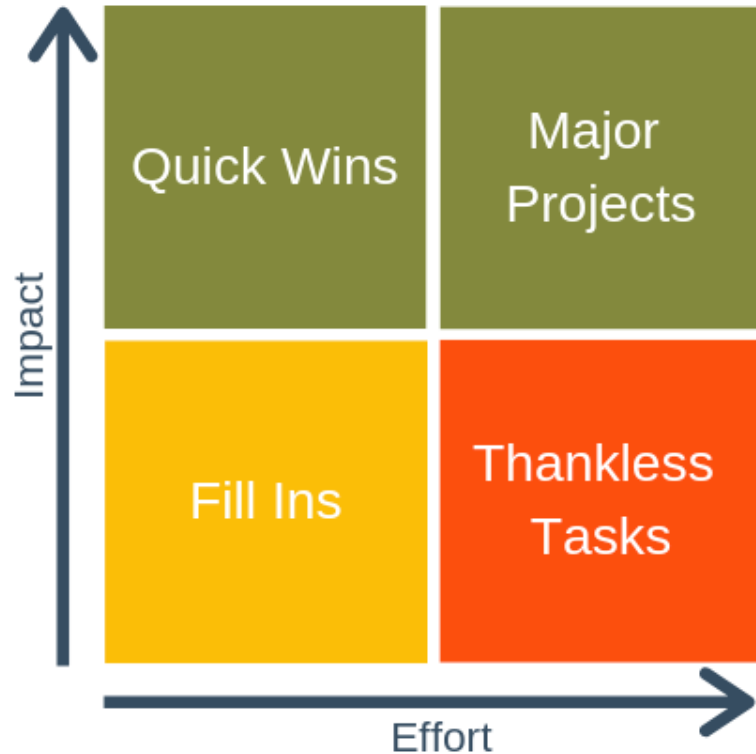 Quick Wins
Major
Projects
Impact
Fill Ins
Thankless
Tasks
Effort